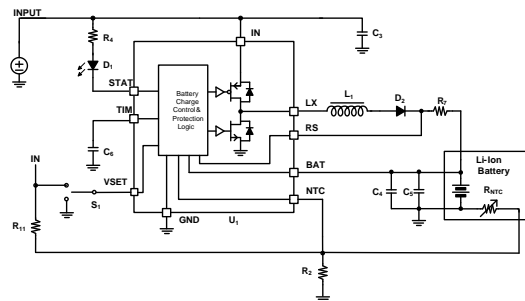 INPUT
R4
D1
STAT
TIM
C6
IN
VSET
S1
R11
IN
Battery
Charge
Control&
Protection
Logic
GND
U1
LX
RS
BAT
NTC
C3
L1
D2
R7
C4
C5
Li-Ion
Battery
RNTC
R2